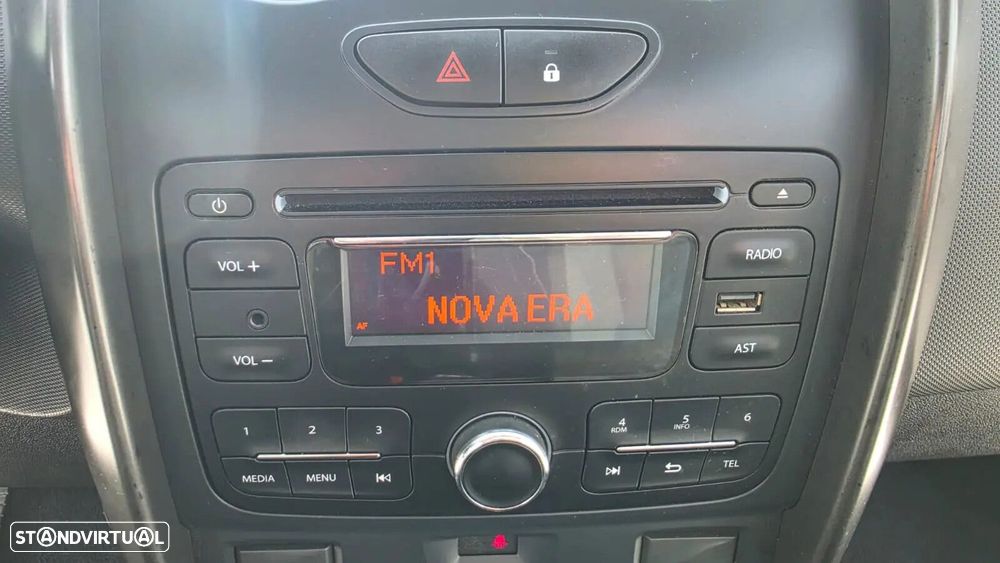 VOL +
VOL −
FM1
NOVA ERA
AF
RADIO
AST
1
2
3
MEDIA
MENU
4
RDM
5
INFO
6
TEL
STANDVIRTUAL